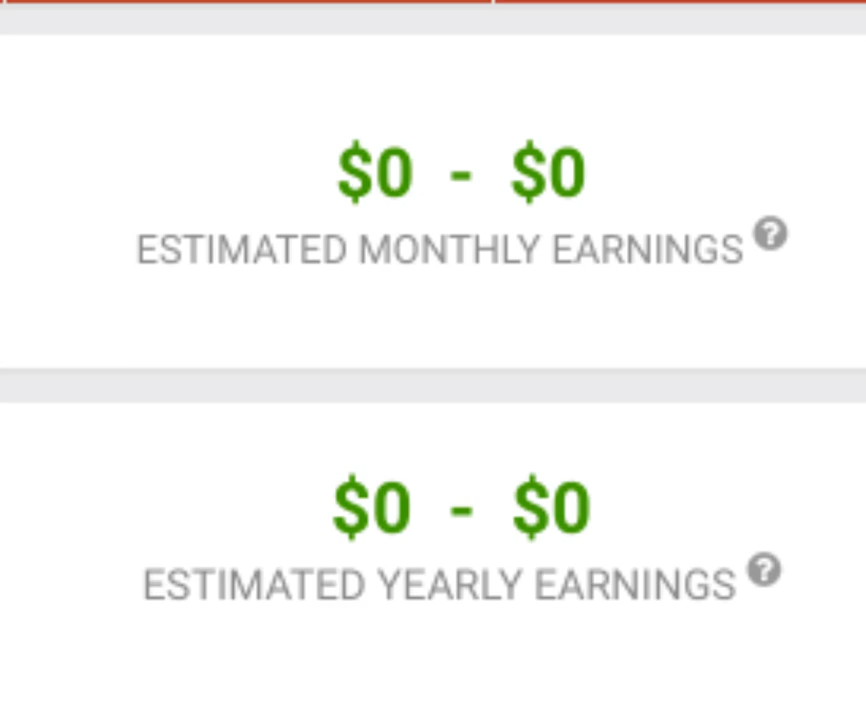 $0 - $0
ESTIMATED MONTHLY EARNINGS ?
$0 - $0
ESTIMATED YEARLY EARNINGS ?